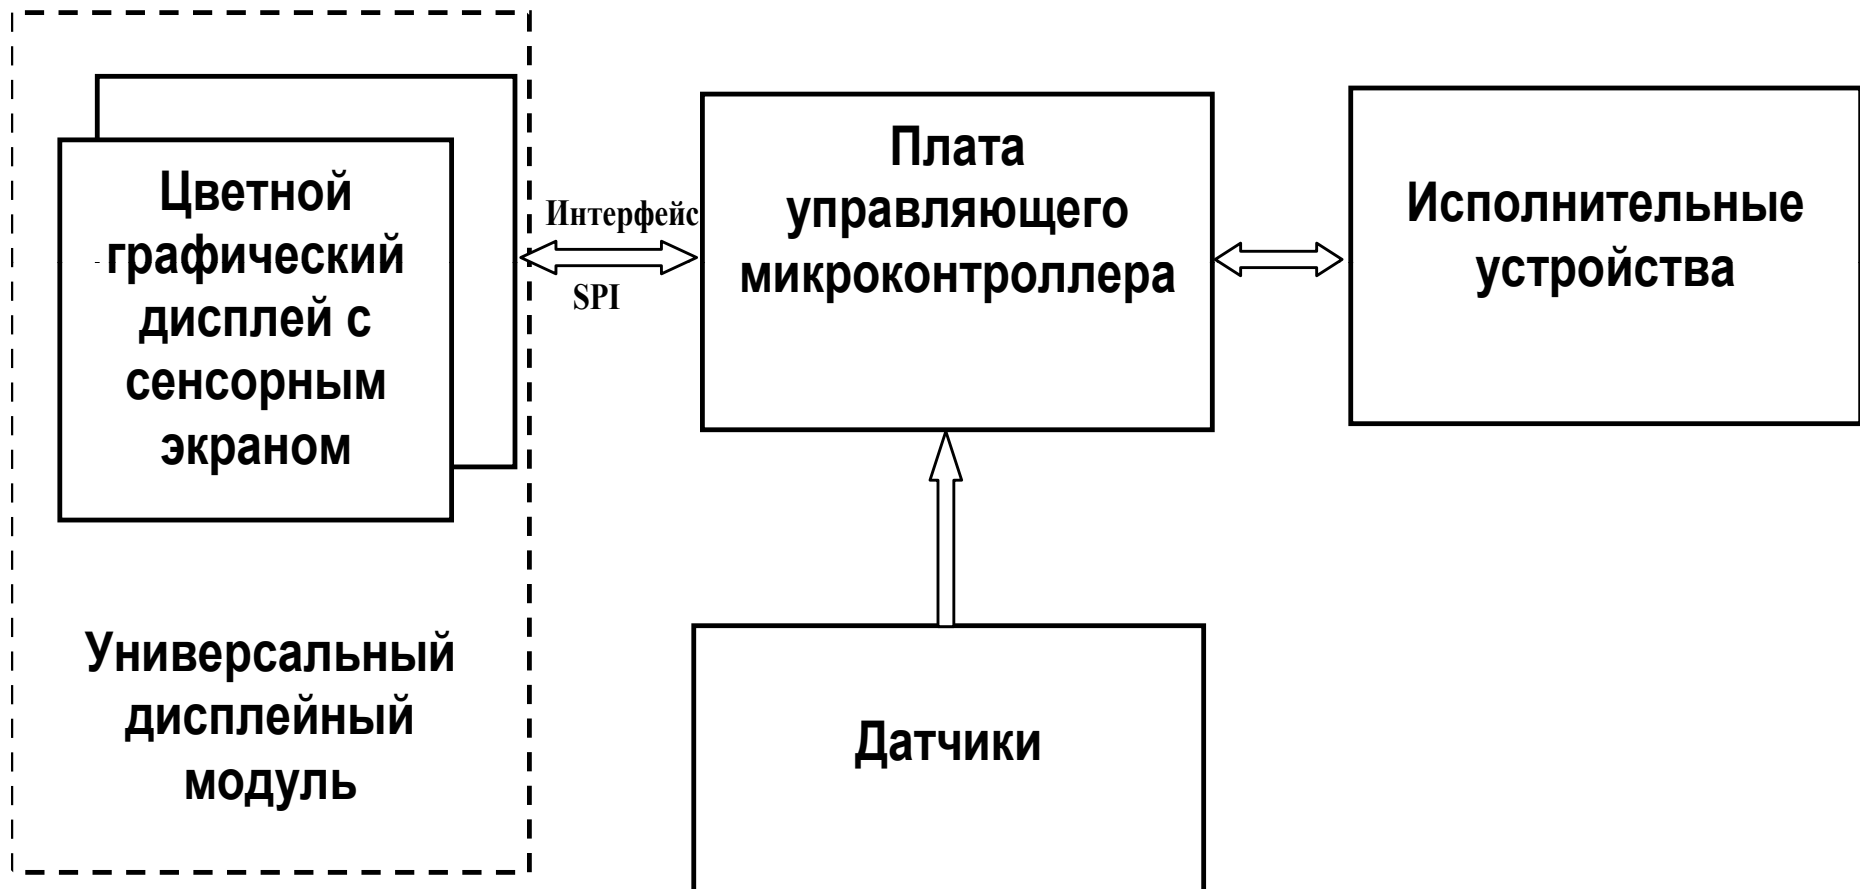 Цветной
графический
дисплей с
сенсорным
экраном
Универсальный
дисплейный
модуль
Интерфейс
SPI
Плата
управляющего
микроконтроллера
Исполнительные
устройства
Датчики